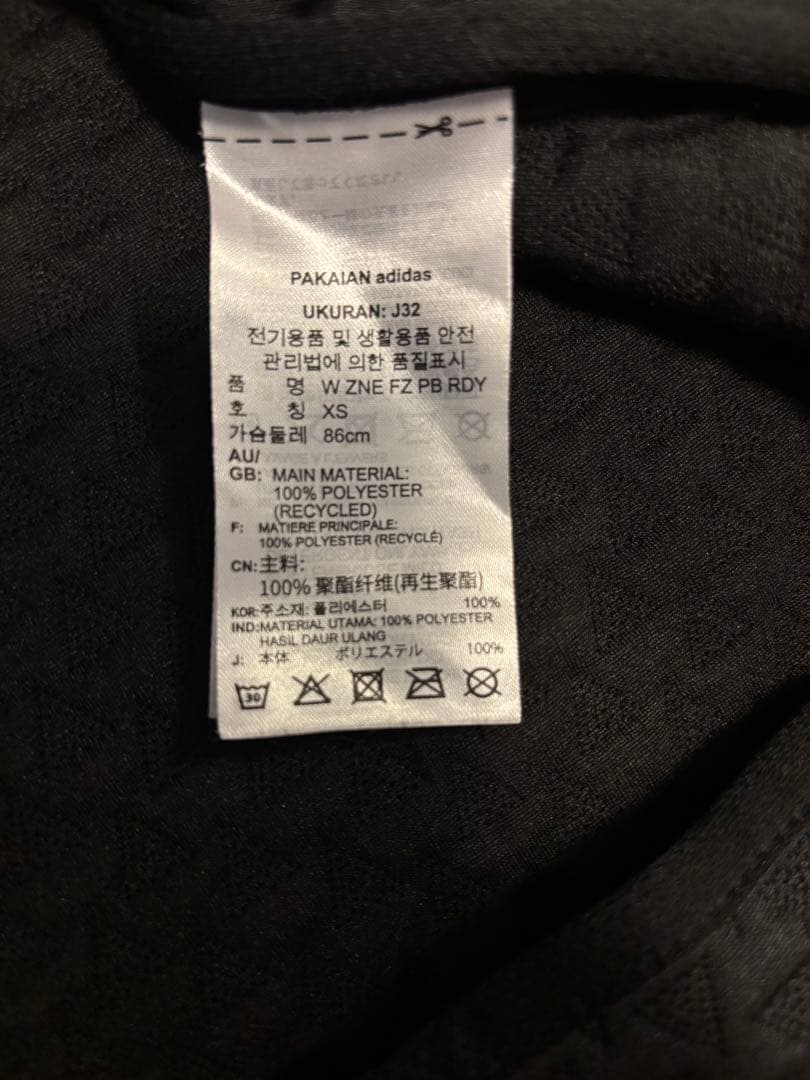 PAKAIAN adidas
UKURAN: J32
전기용품 및 생활용품 안전
관리법에 의한 품질표시
품 명 W ZNE FZ PB RDY
호 칭 XS
가슴둘레 86cm
AU/
GB: MAIN MATERIAL:
100% POLYESTER
(RECYCLED)
F: MATIERE PRINCIPALE:
100% POLYESTER (RECYCLÉ)
CN:主料:
100% 聚酯纤维(再生聚酯)
KOR:주소재: 폴리에스터 100%
IND:MATERIAL UTAMA: 100% POLYESTER
HASIL DAUR ULANG
J: 本体 ポリエステル 100%
30